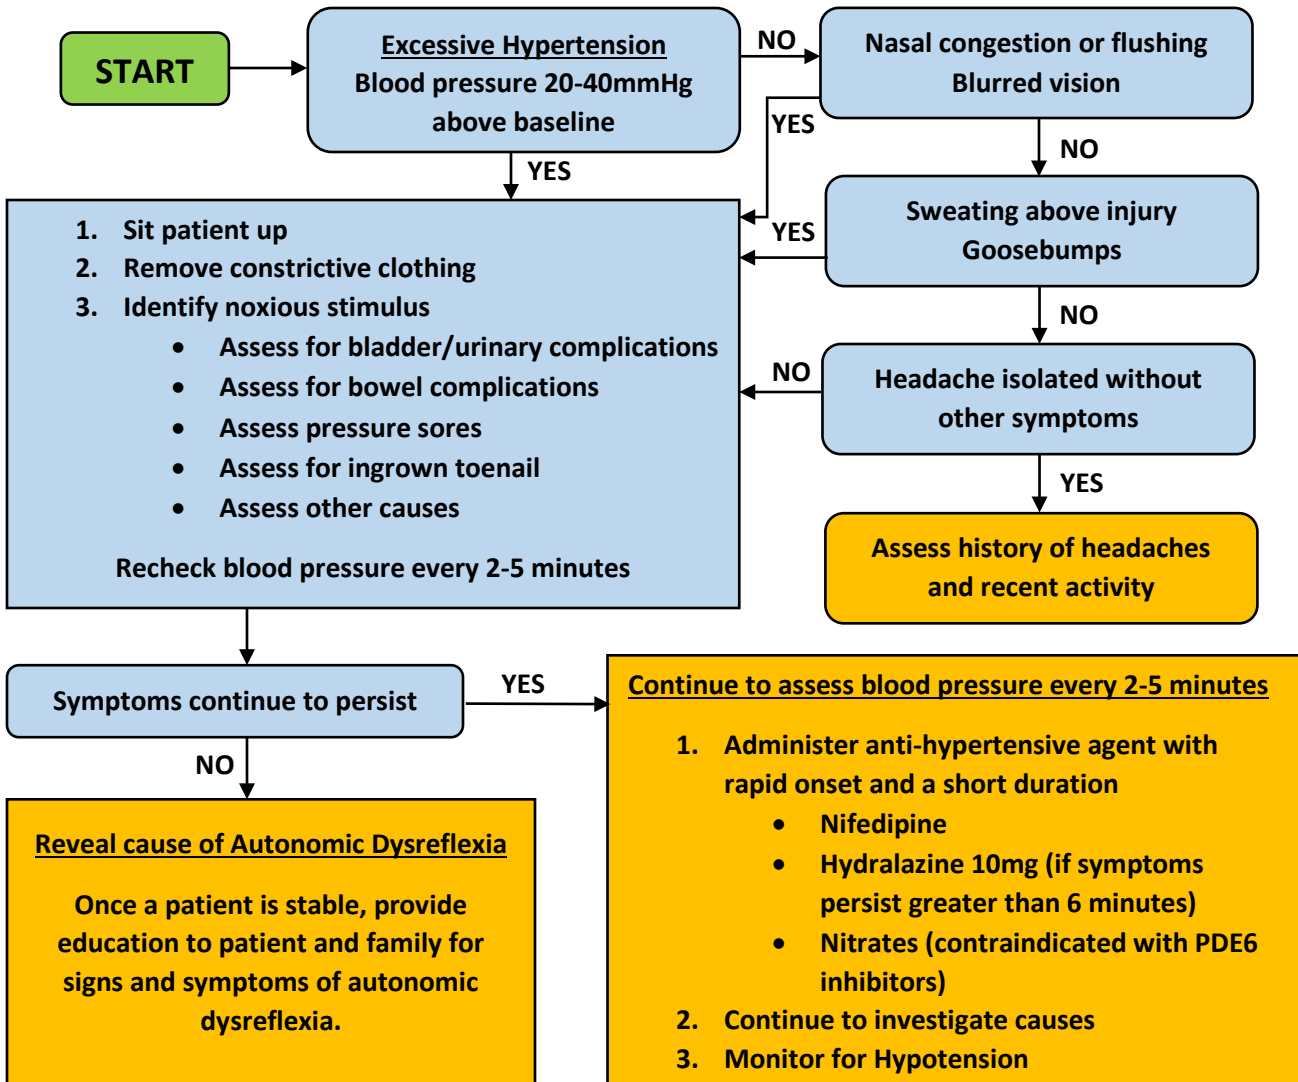 START
Excessive Hypertension
Blood pressure 20-40mmHg
above baseline
NO
Nasal congestion or flushing
Blurred vision
YES
NO
YES
Sweating above injury
Goosebumps
YES
NO
Headache isolated without
other symptoms
NO
YES
Assess history of headaches
and recent activity
1. Sit patient up
2. Remove constrictive clothing
3. Identify noxious stimulus
• Assess for bladder/urinary complications
• Assess for bowel complications
• Assess pressure sores
• Assess for ingrown toenail
• Assess other causes
Recheck blood pressure every 2-5 minutes
Symptoms continue to persist
YES
NO
Reveal cause of Autonomic Dysreflexia
Once a patient is stable, provide
education to patient and family for
signs and symptoms of autonomic
dysreflexia.
Continue to assess blood pressure every 2-5 minutes
1. Administer anti-hypertensive agent with
rapid onset and a short duration
• Nifedipine
• Hydralazine 10mg (if symptoms
persist greater than 6 minutes)
• Nitrates (contraindicated with PDE6
inhibitors)
2. Continue to investigate causes
3. Monitor for Hypotension